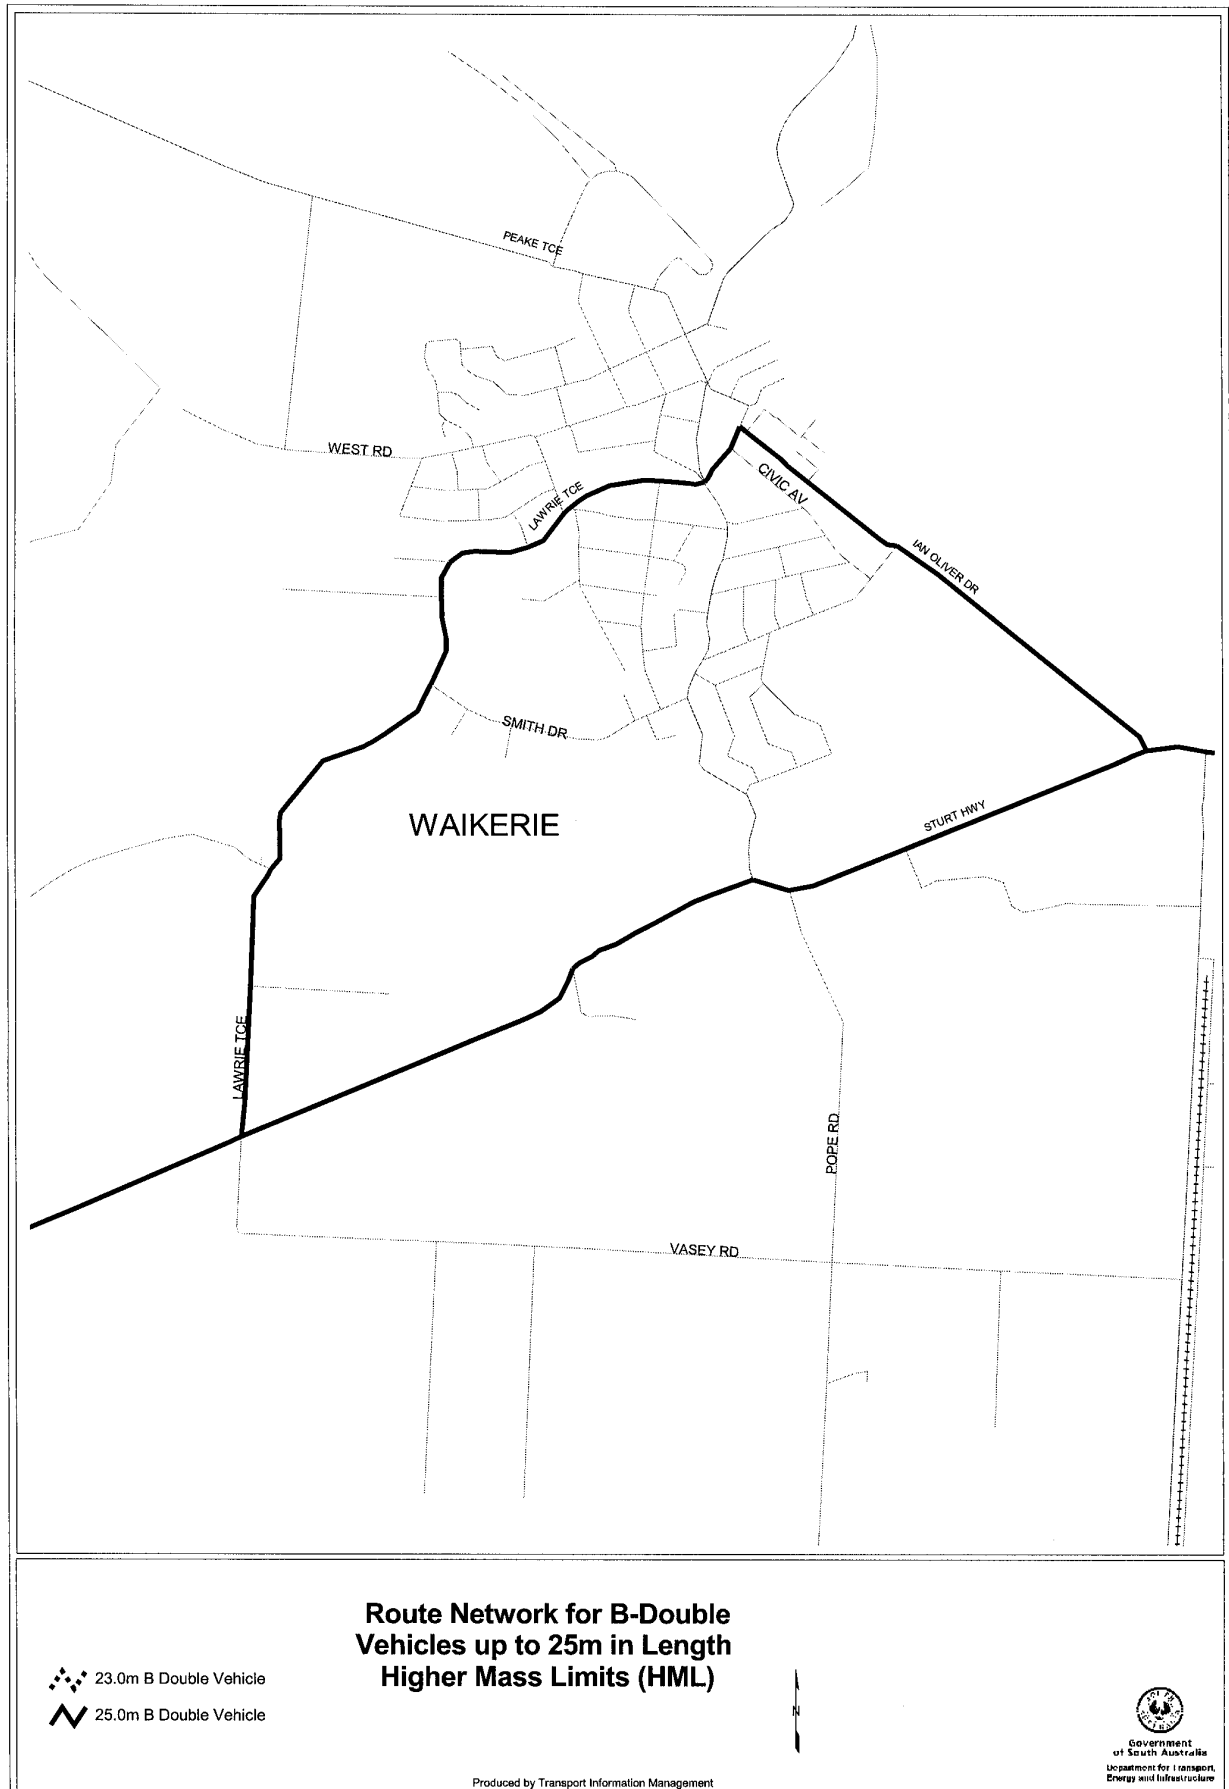 PEAKE TCE
WEST RD
LAWRIE TCE
CIVIC AV
IAN OLIVER DR
SMITH DR
WAIKERIE
STURT HWY
LAWRIE TCE
POPE RD
VASEY RD
Route Network for B-Double
Vehicles up to 25m in Length
Higher Mass Limits (HML)
23.0m B Double Vehicle
25.0m B Double Vehicle
N
Government
of South Australia
Department for Transport,
Energy and Infrastructure
Produced by Transport Information Management